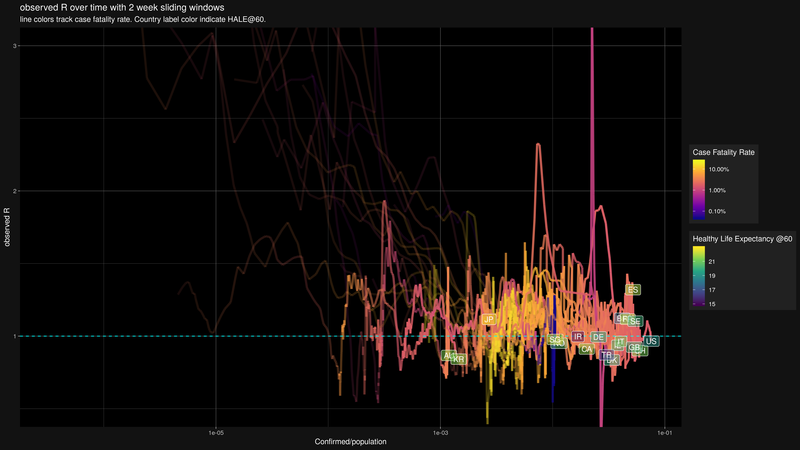 observed R over time with 2 week sliding windows
line colors track case fatality rate. Country label color indicate HALE@60.
3
2
1
observed R
1e-05
1e-03
1e-01
Confirmed/population
ES
JP
SE
IR
DE
US
CA
IT
GB
TR
KR
Case Fatality Rate
10.00%
1.00%
0.10%
Healthy Life Expectancy @60
21
19
17
15